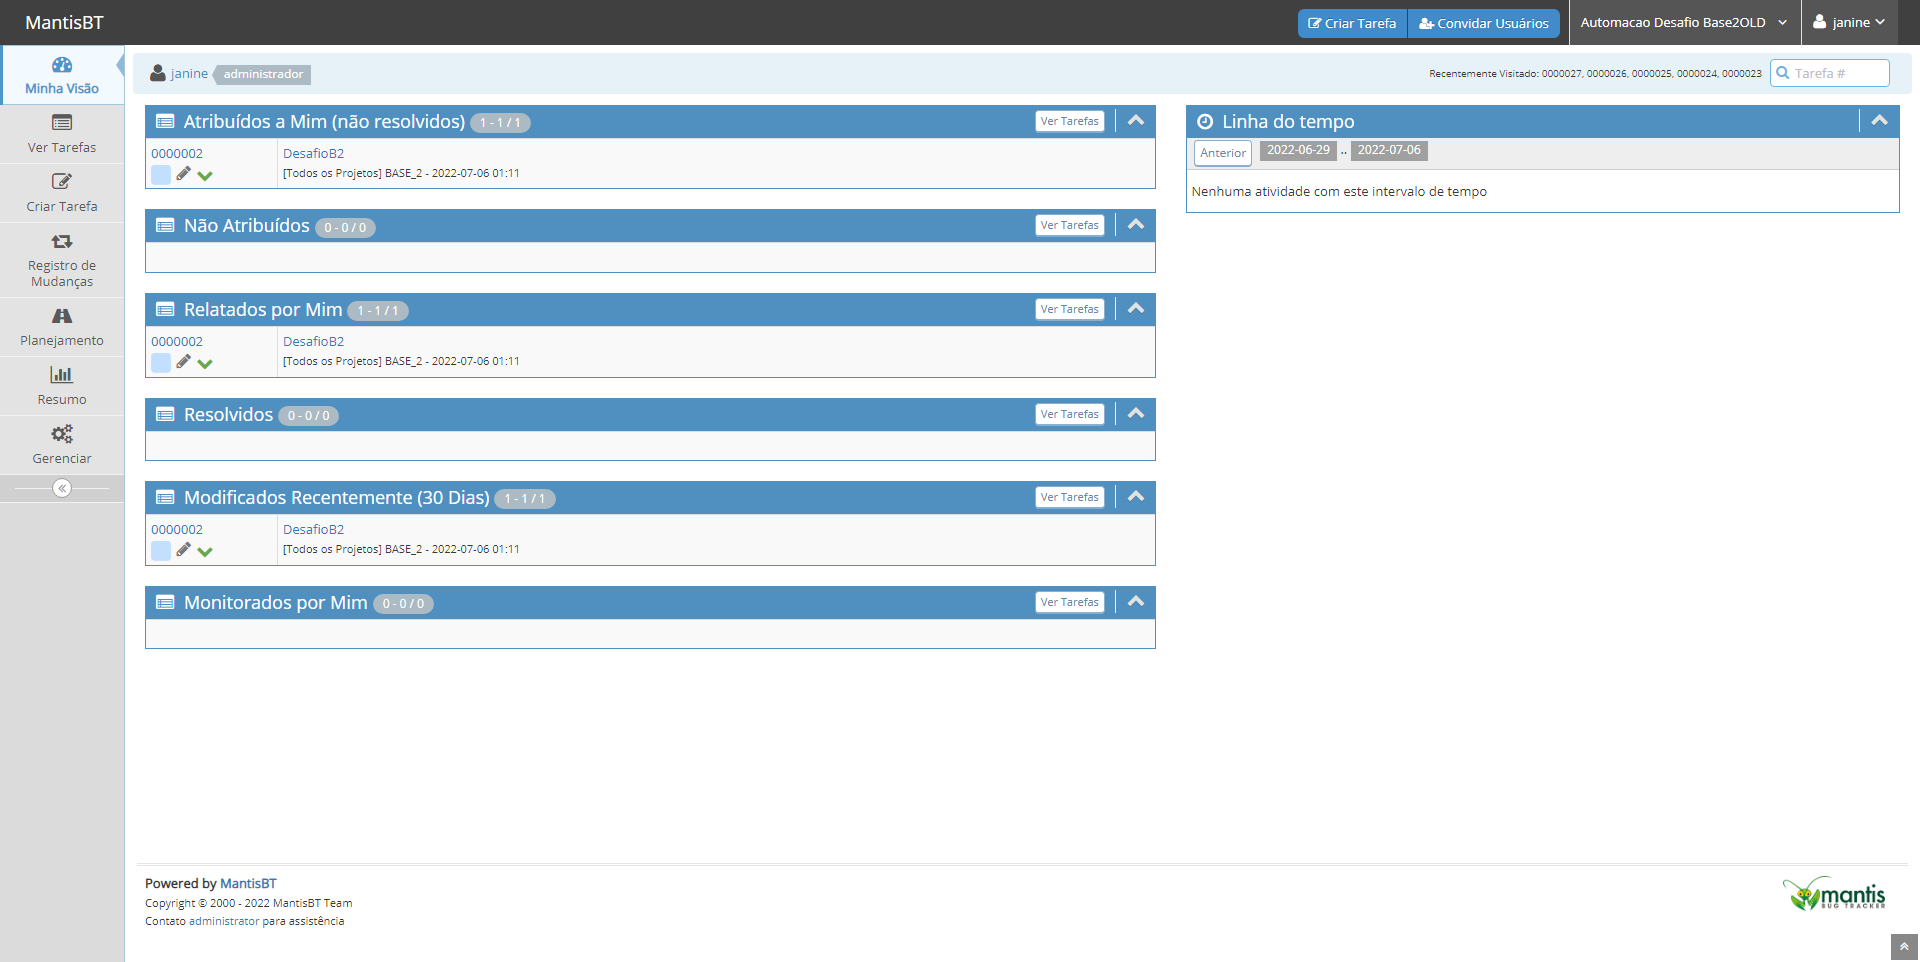 MantisBT
Criar Tarefa
Convidar Usuários
Automacao Desafio Base2OLD
janine
Minha Visão
Ver Tarefas
Criar Tarefa
Registro de
Mudanças
Planejamento
Resumo
Gerenciar
janine administrador
Recentemente Visitado: 0000027, 0000026, 0000025, 0000024, 0000023
Tarefa #
Atribuídos a Mim (não resolvidos) 1 - 1 / 1 Ver Tarefas
0000002 DesafioB2
[Todos os Projetos] BASE_2 - 2022-07-06 01:11
Não Atribuídos 0 - 0 / 0 Ver Tarefas
Relatados por Mim 1 - 1 / 1 Ver Tarefas
0000002 DesafioB2
[Todos os Projetos] BASE_2 - 2022-07-06 01:11
Resolvidos 0 - 0 / 0 Ver Tarefas
Modificados Recentemente (30 Dias) 1 - 1 / 1 Ver Tarefas
0000002 DesafioB2
[Todos os Projetos] BASE_2 - 2022-07-06 01:11
Monitorados por Mim 0 - 0 / 0 Ver Tarefas
Linha do tempo
Anterior 2022-06-29 .. 2022-07-06
Nenhuma atividade com este intervalo de tempo
Powered by MantisBT
Copyright © 2000 - 2022 MantisBT Team
Contato administrator para assistência
mantis
BUG TRACKER